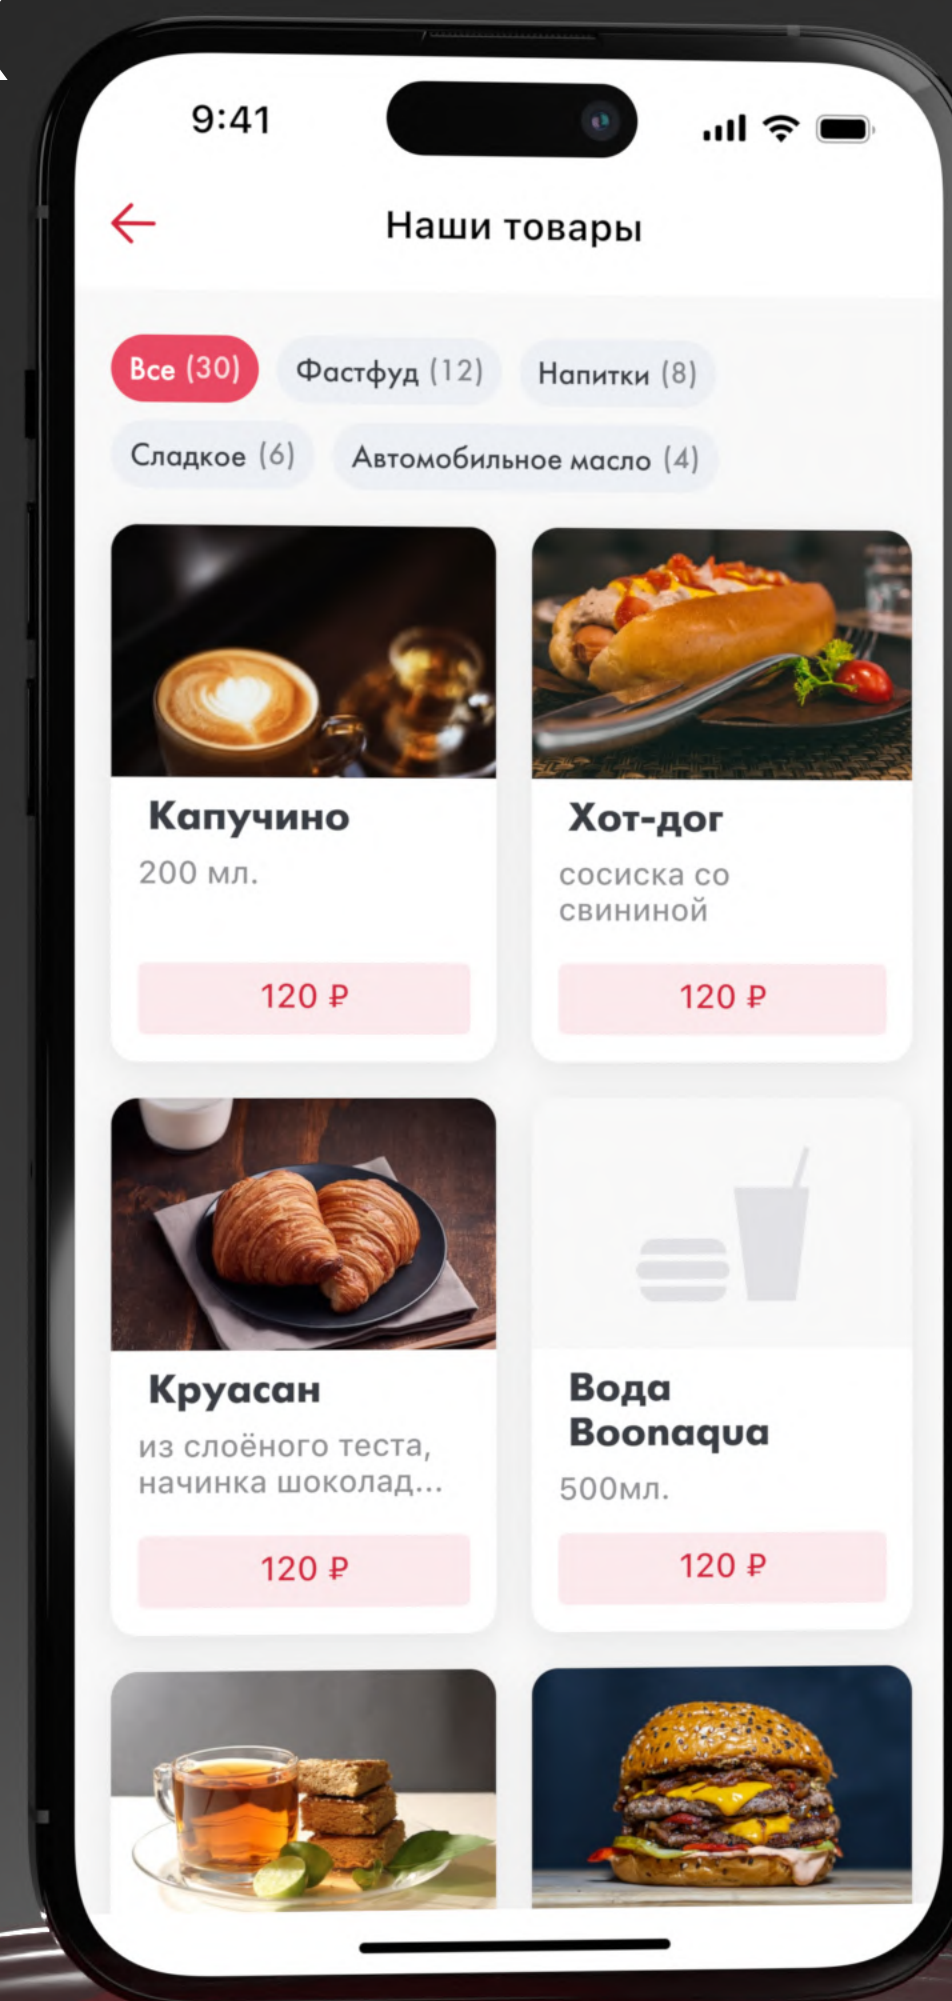 9:41
Наши товары
Все (30) Фастфуд (12) Напитки (8)
Сладкое (6) Автомобильное масло (4)
Капучино
200 мл.
120 ₽
Хот-дог
сосиска со
свининой
120 ₽
Круасан
из слоёного теста,
начинка шоколад...
120 ₽
Вода
Boonaqua
500мл.
120 ₽